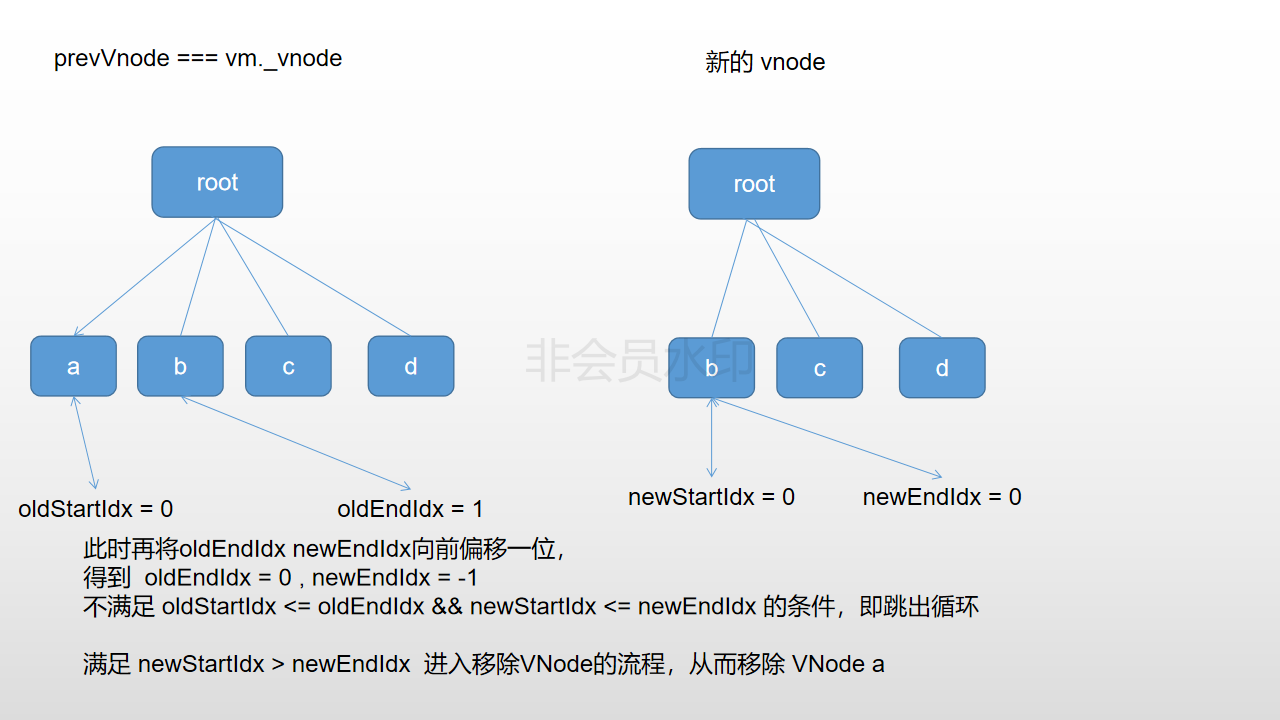 prevVnode === vm._vnode
新的 vnode
root
root
a
b
c
d
非会员水印
b
c
d
oldStartIdx = 0
oldEndIdx = 1
newStartIdx = 0
newEndIdx = 0
此时再将oldEndIdx newEndIdx向前偏移一位，
得到 oldEndIdx = 0 , newEndIdx = -1
不满足 oldStartIdx <= oldEndIdx && newStartIdx <= newEndIdx 的条件，即跳出循环
满足 newStartIdx > newEndIdx 进入移除VNode的流程，从而移除 VNode a